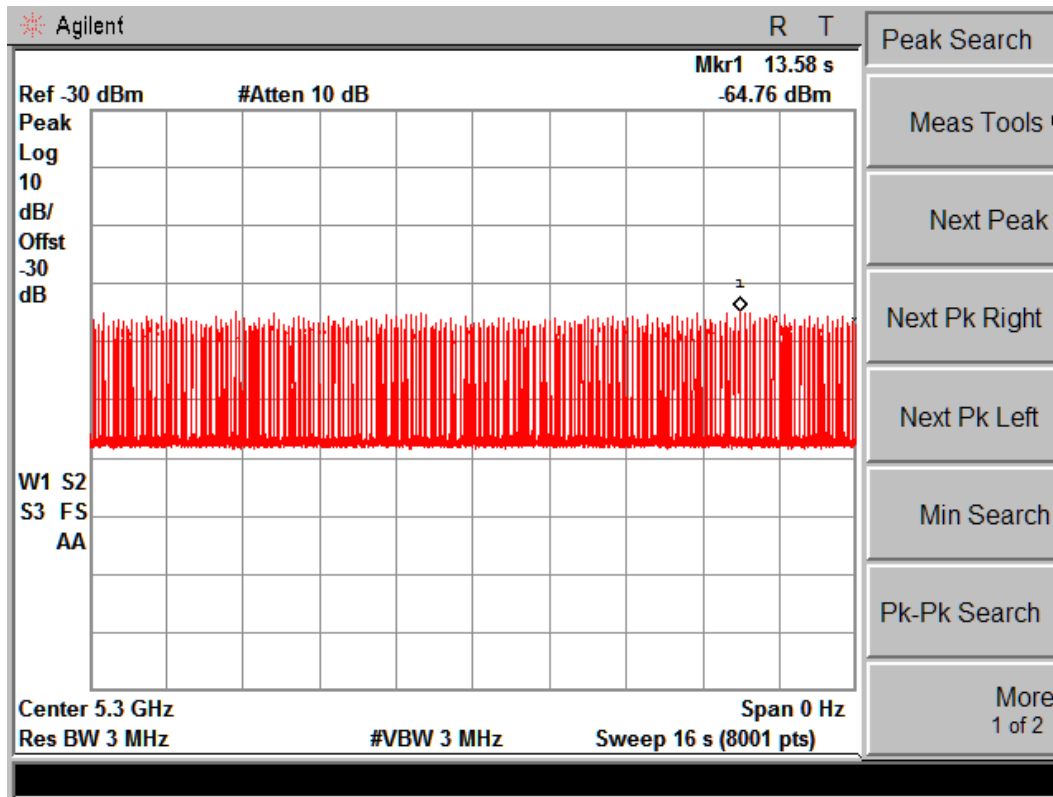 Agilent R T
Peak Search
Mkr1 13.58 s
Ref -30 dBm #Atten 10 dB -64.76 dBm
Peak
Log
10
dB/
Offst
-30
dB
1
W1 S2
S3 FS
AA
Center 5.3 GHz Span 0 Hz
Res BW 3 MHz #VBW 3 MHz Sweep 16 s (8001 pts)
Meas Tools
Next Peak
Next Pk Right
Next Pk Left
Min Search
Pk-Pk Search
More
1 of 2